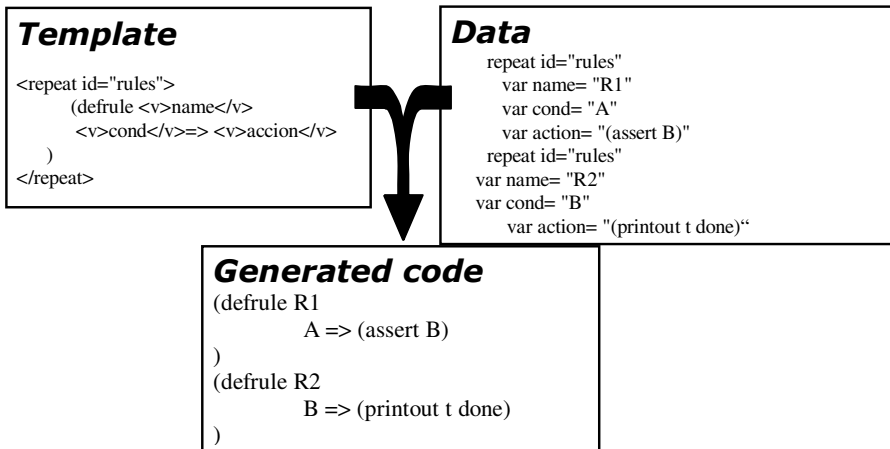 Template
<repeat id="rules">
(defrule <v>name</v>
<v>cond</v>=> <v>accion</v>
)
</repeat>
Data
repeat id="rules"
var name= "R1"
var cond= "A"
var action= "(assert B)"
repeat id="rules"
var name= "R2"
var cond= "B"
var action= "(printout t done)“
Generated code
(defrule R1
A => (assert B)
)
(defrule R2
B => (printout t done)
)